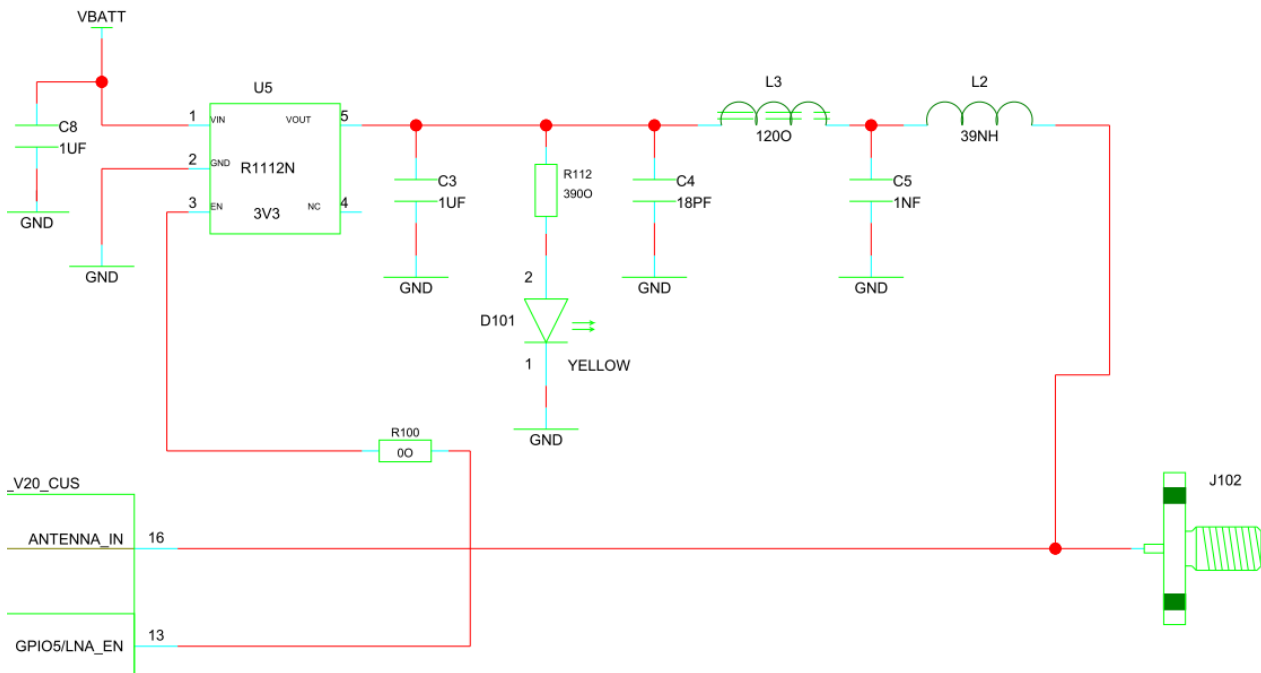 VBATT
U5
L3
L2
1
VIN
VOUT
5
C8
1UF
120O
39NH
2
GND
R1112N
R112
390O
C3
1UF
C4
18PF
C5
1NF
3
EN
3V3
NC
4
GND
GND
GND
GND
GND
2
D101
1
YELLOW
R100
0O
GND
_V20_CUS
J102
ANTENNA_IN
16
GPIO5/LNA_EN
13